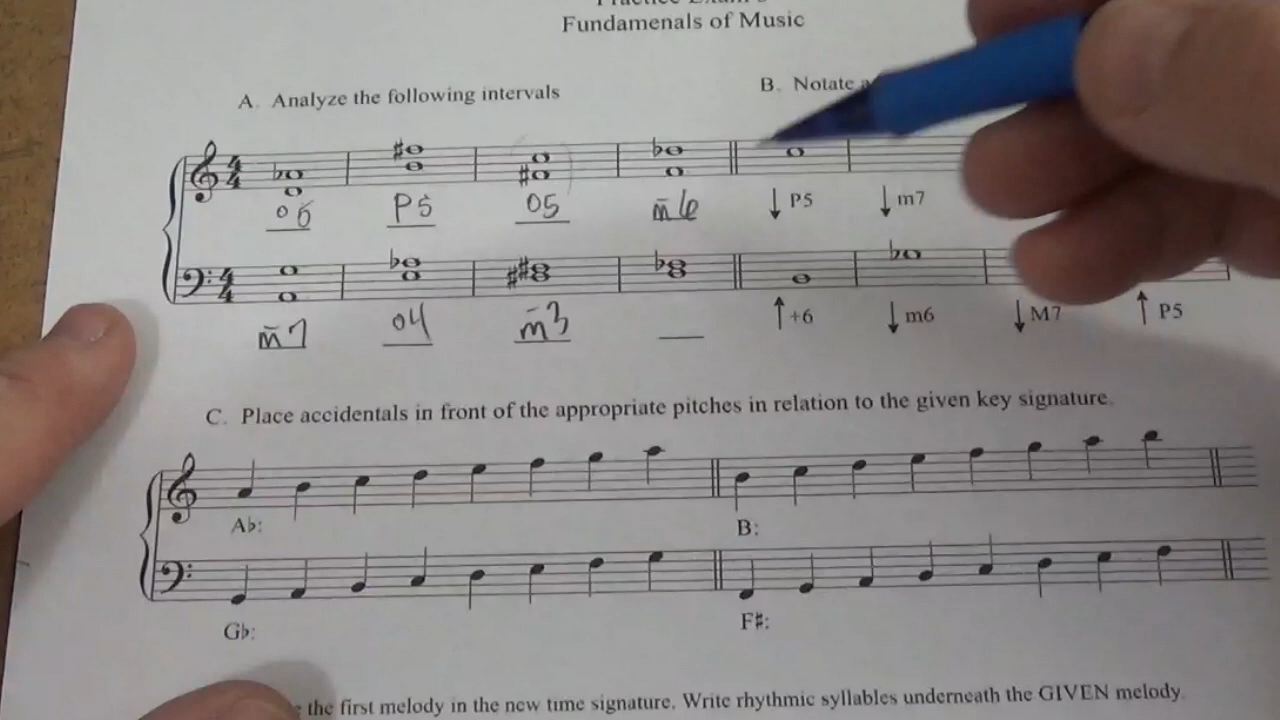 Fundamenals of Music
A. Analyze the following intervals
B. Notate
o6 P5 o5 m6 ↓ P5 ↓ m7
m7 o4 m3 ↑ +6 ↓ m6 ↓ M7 ↑ P5
C. Place accidentals in front of the appropriate pitches in relation to the given key signature.
A♭: B:
G♭: F♯:
the first melody in the new time signature. Write rhythmic syllables underneath the GIVEN melody.